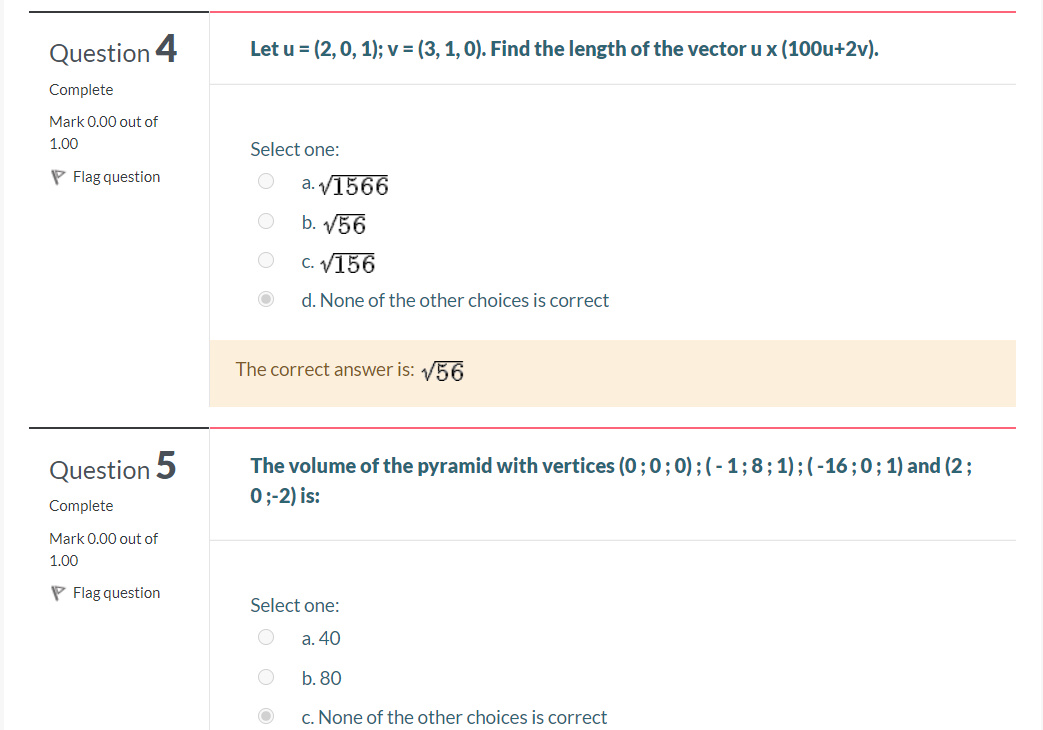 Question 4
Complete
Mark 0.00 out of
1.00
Flag question
Let u = (2, 0, 1); v = (3, 1, 0). Find the length of the vector u x (100u+2v).
Select one:
a. √1566
b. √56
c. √156
d. None of the other choices is correct
The correct answer is: √56
Question 5
Complete
Mark 0.00 out of
1.00
Flag question
The volume of the pyramid with vertices (0 ; 0 ; 0) ; ( - 1 ; 8 ; 1) ; ( -16 ; 0 ; 1) and (2 ;
0 ;-2) is:
Select one:
a. 40
b. 80
c. None of the other choices is correct